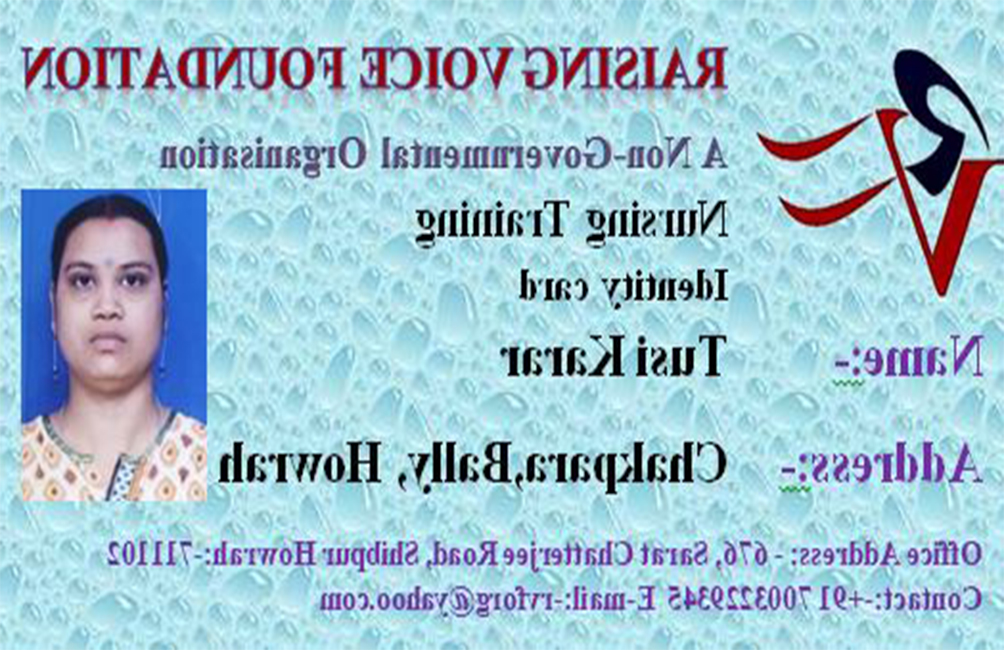 RAISING VOICE FOUNDATION
A Non-Governmental Organisation
Nursing Training
Identity card
Name:- Tusi Karar
Address:- Chakpara,Bally, Howrah
Office Address: - 676, Sarat Chatterjee Road, Shibpur Howrah:-711102
Contact:-+91 7003229345 E-mail:-rvforg@yahoo.com